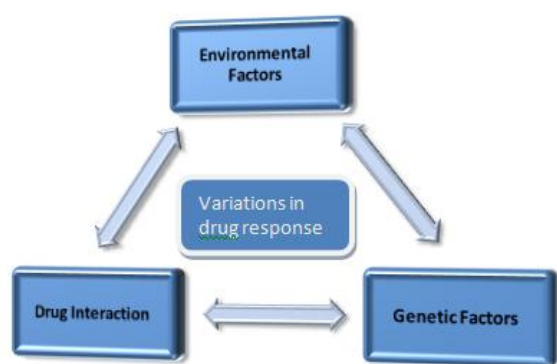 Environmental
Factors
Variations in
drug response
Drug Interaction
Genetic Factors